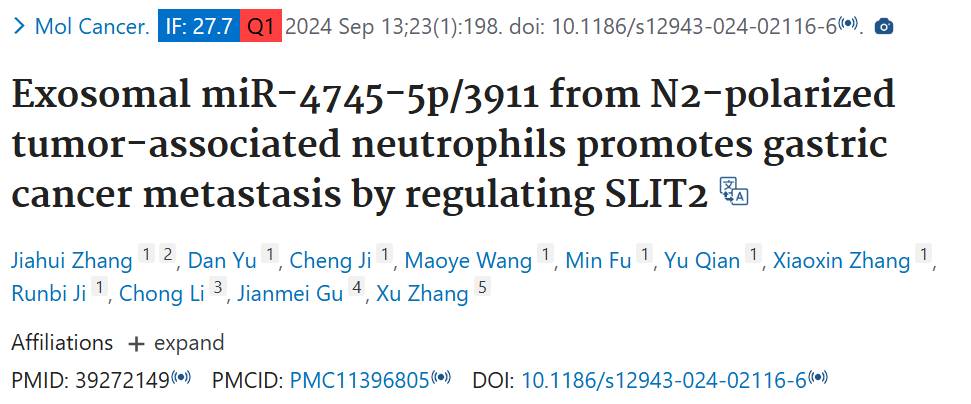 Mol Cancer. IF: 27.7 Q1 2024 Sep 13;23(1):198. doi: 10.1186/s12943-024-02116-6.
Exosomal miR-4745-5p/3911 from N2-polarized
tumor-associated neutrophils promotes gastric
cancer metastasis by regulating SLIT2
Jiahui Zhang 1 2, Dan Yu 1, Cheng Ji 1, Maoye Wang 1, Min Fu 1, Yu Qian 1, Xiaoxin Zhang 1,
Runbi Ji 1, Chong Li 3, Jianmei Gu 4, Xu Zhang 5
Affiliations + expand
PMID: 39272149 PMCID: PMC11396805 DOI: 10.1186/s12943-024-02116-6